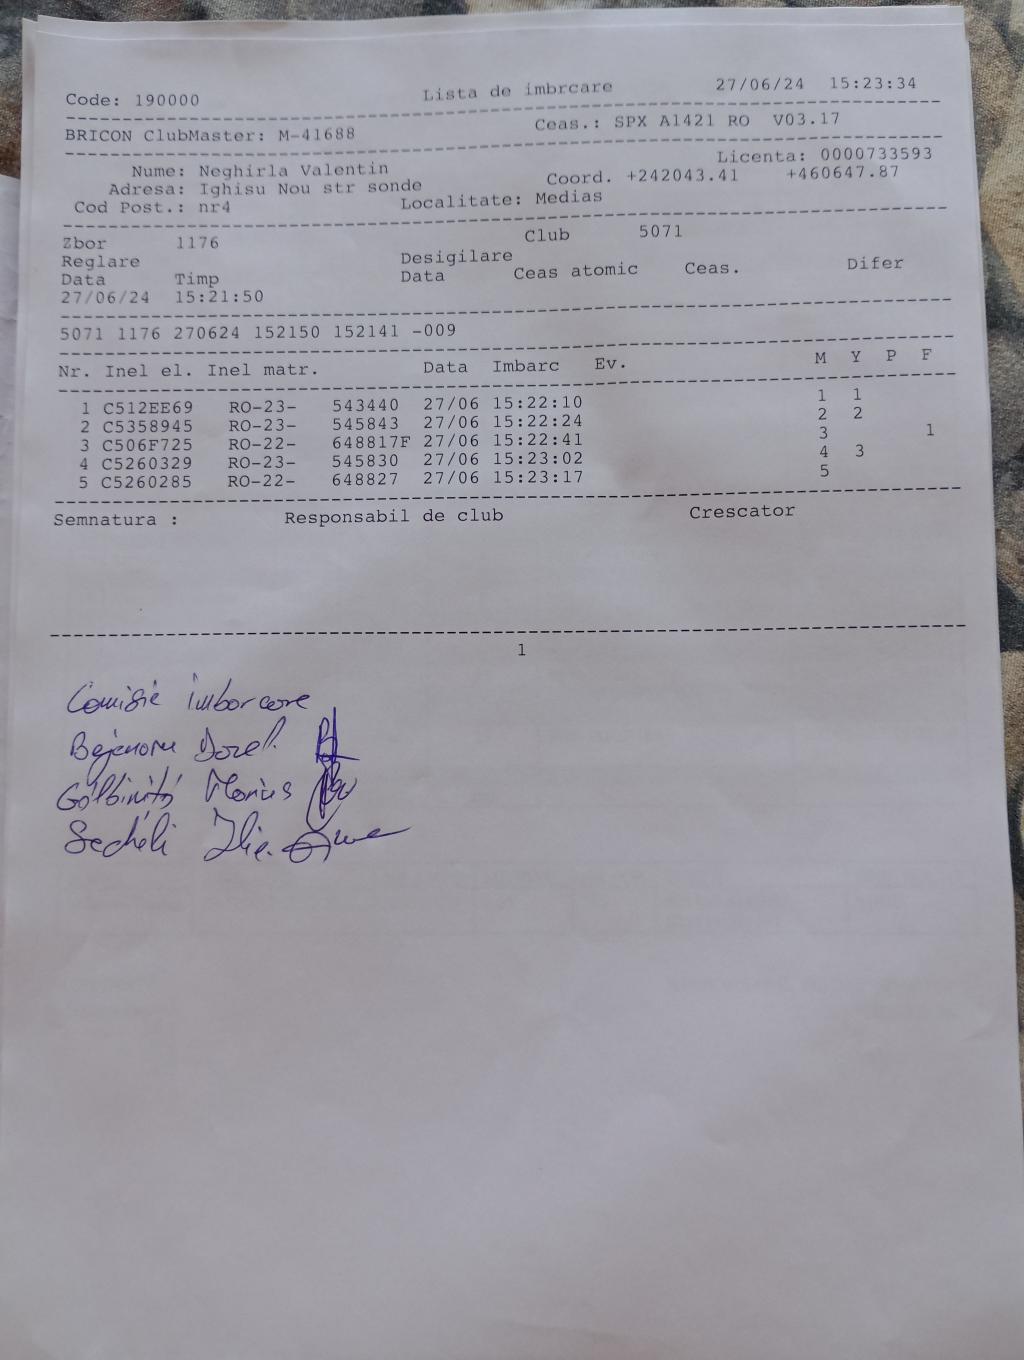 Code: 190000 Lista de imbrcare 27/06/24 15:23:34
BRICON ClubMaster: M-41688 Ceas.: SPX A1421 RO V03.17
Licenta: 0000733593
Nume: Neghirla Valentin
Adresa: Ighisu Nou str sonde Coord. +242043.41 +460647.87
Cod Post.: nr4 Localitate: Medias
Zbor 1176 Club 5071
Reglare Desigilare
Data Timp Data Ceas atomic Ceas. Difer
27/06/24 15:21:50
5071 1176 270624 152150 152141 -009
Nr. Inel el. Inel matr. Data Imbarc Ev. M Y P F
1 C512EE69 RO-23- 543440 27/06 15:22:10 1 1
2 C5358945 RO-23- 545843 27/06 15:22:24 2 2
3 C506F725 RO-22- 648817F 27/06 15:22:41 3 1
4 C5260329 RO-23- 545830 27/06 15:23:02 4 3
5 C5260285 RO-22- 648827 27/06 15:23:17 5
Semnatura : Responsabil de club Crescator
1
Comisie imborcare
Bejenaru Dorel
Marius
Secheli Ilie